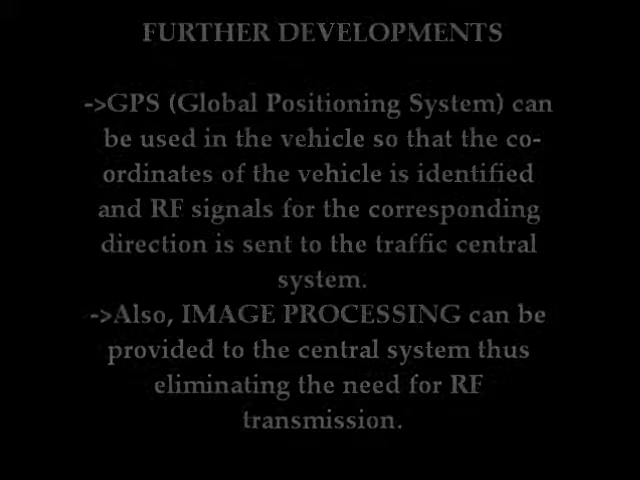 FURTHER DEVELOPMENTS
->GPS (Global Positioning System) can
be used in the vehicle so that the co-
ordinates of the vehicle is identified
and RF signals for the corresponding
direction is sent to the traffic central
system.
->Also, IMAGE PROCESSING can be
provided to the central system thus
eliminating the need for RF
transmission.